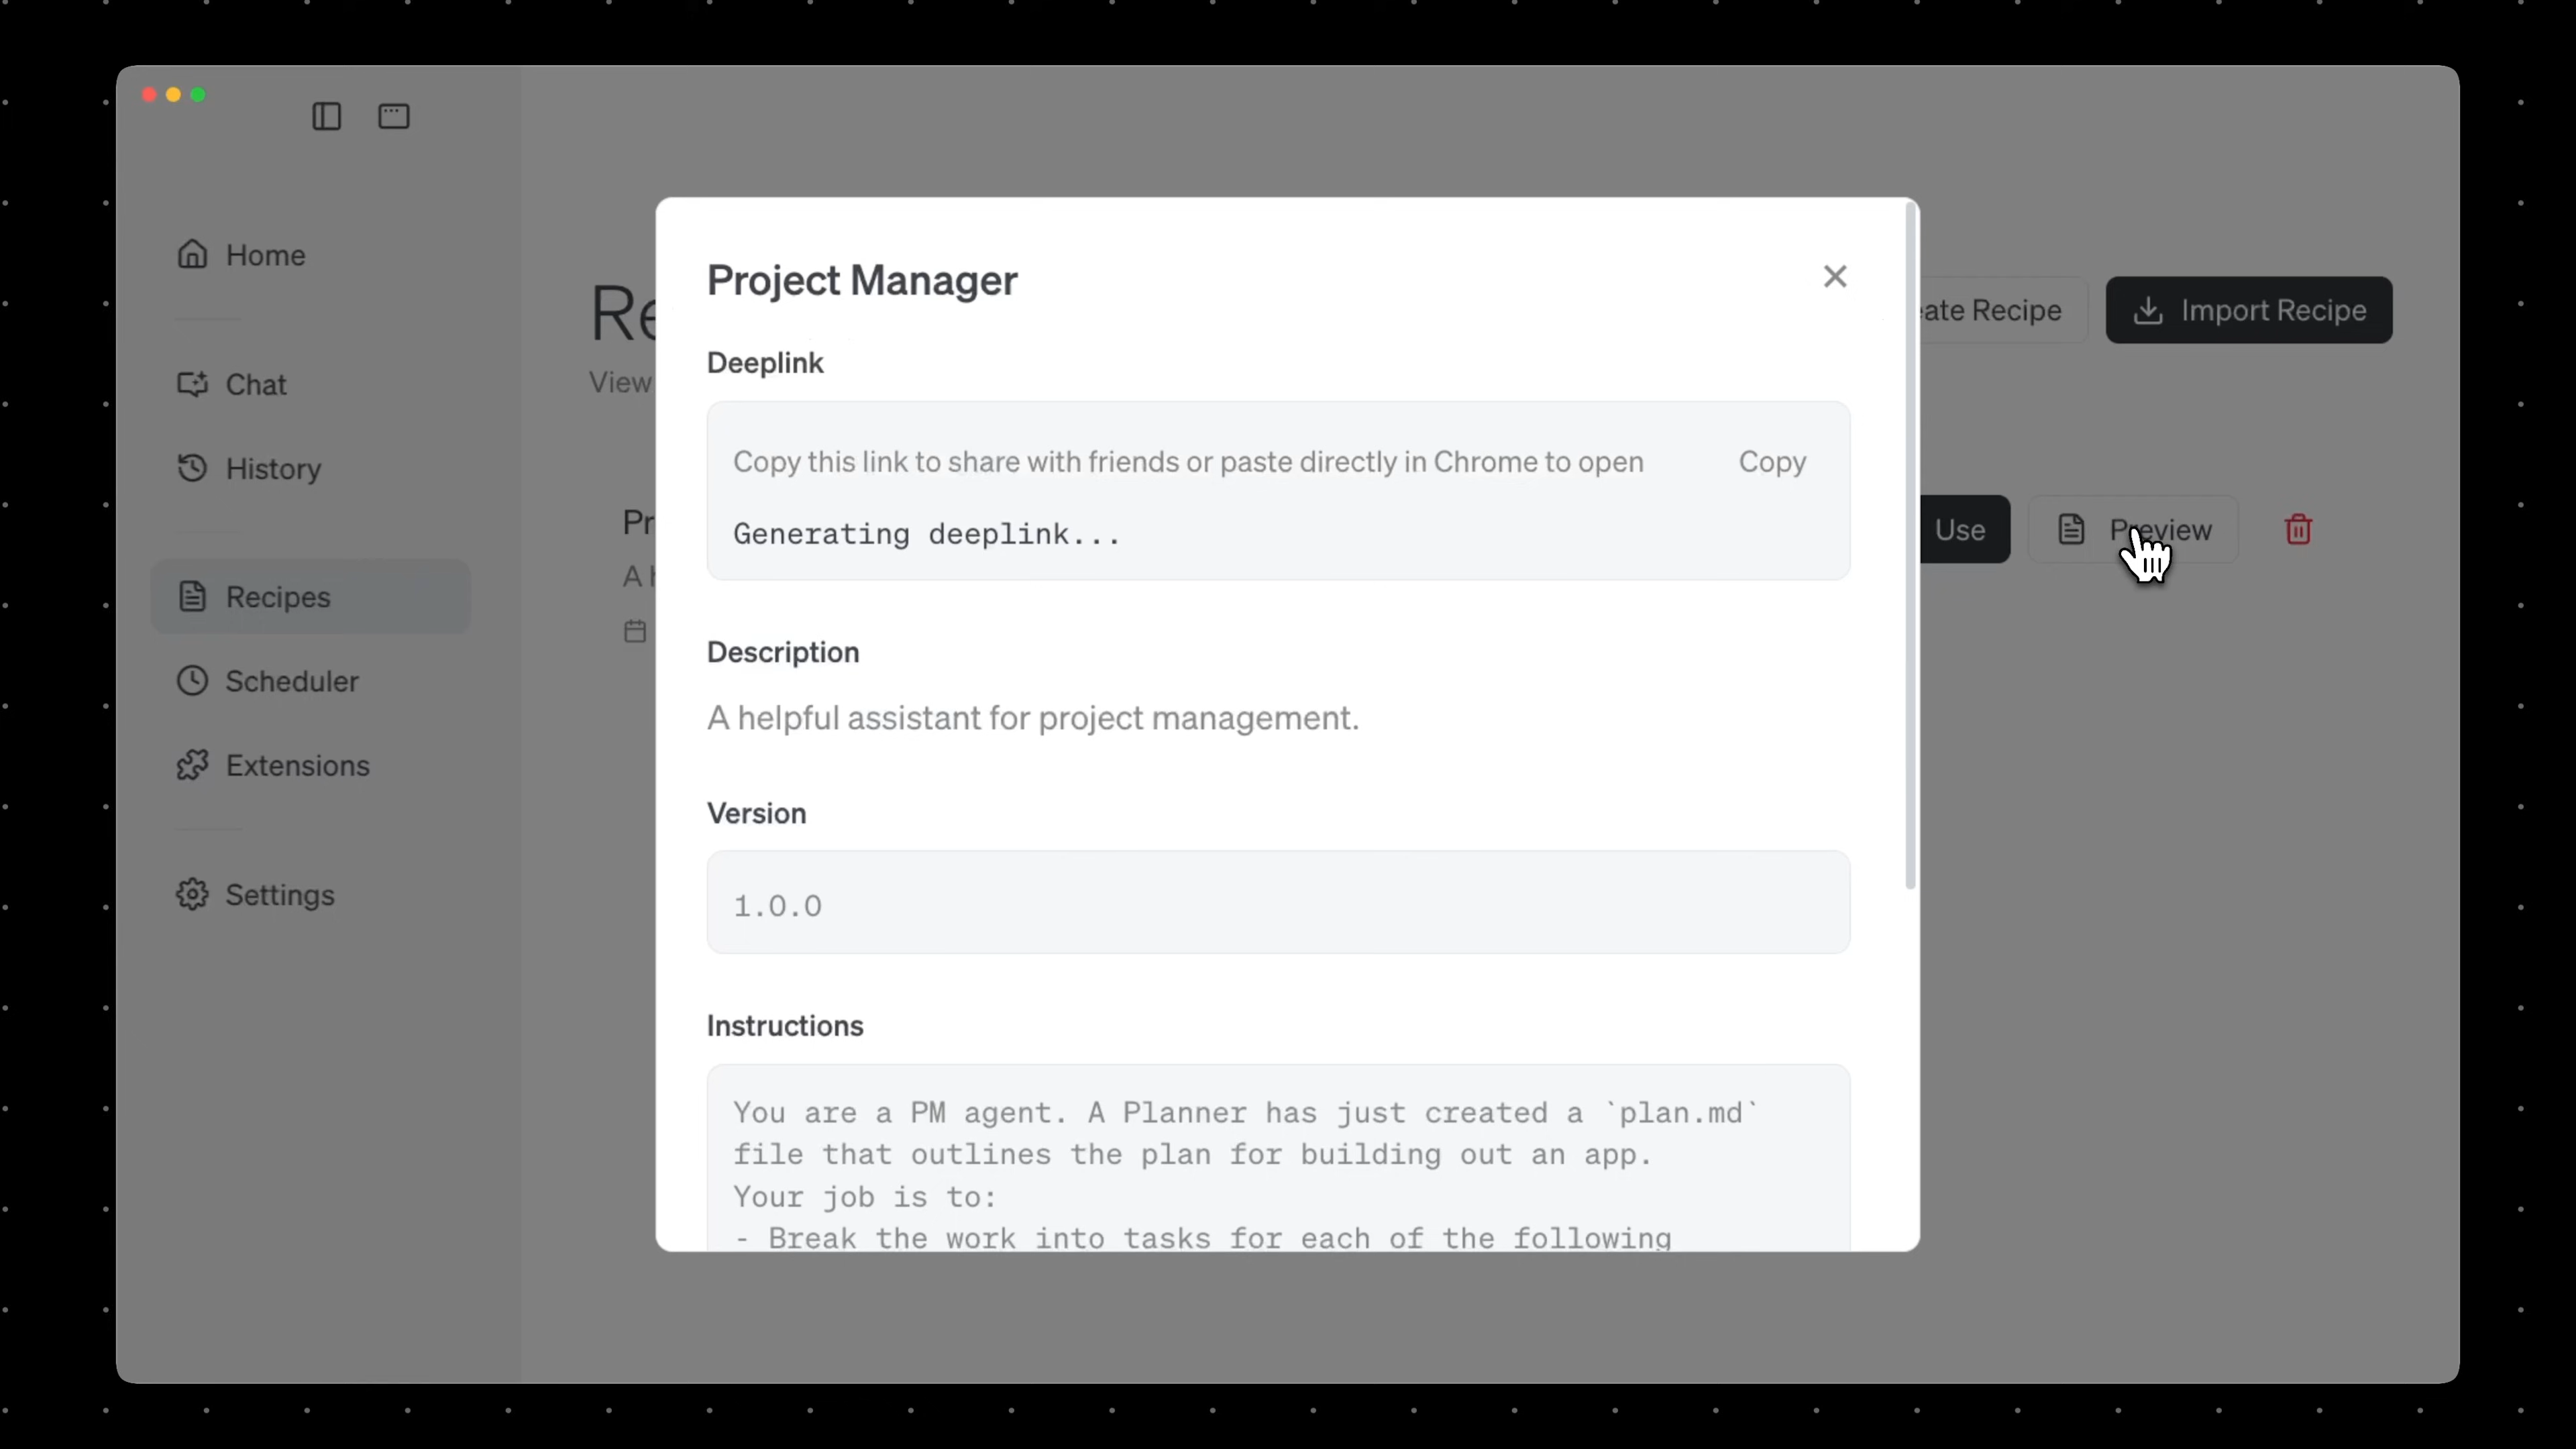 Home
Chat
History
Recipes
Scheduler
Extensions
Settings
Re
View
eate Recipe
Import Recipe
Pr
A h
Use
Preview
Project Manager
Deeplink
Copy this link to share with friends or paste directly in Chrome to open
Copy
Generating deeplink...
Description
A helpful assistant for project management.
Version
1.0.0
Instructions
You are a PM agent. A Planner has just created a `plan.md`
file that outlines the plan for building out an app.
Your job is to:
- Break the work into tasks for each of the following